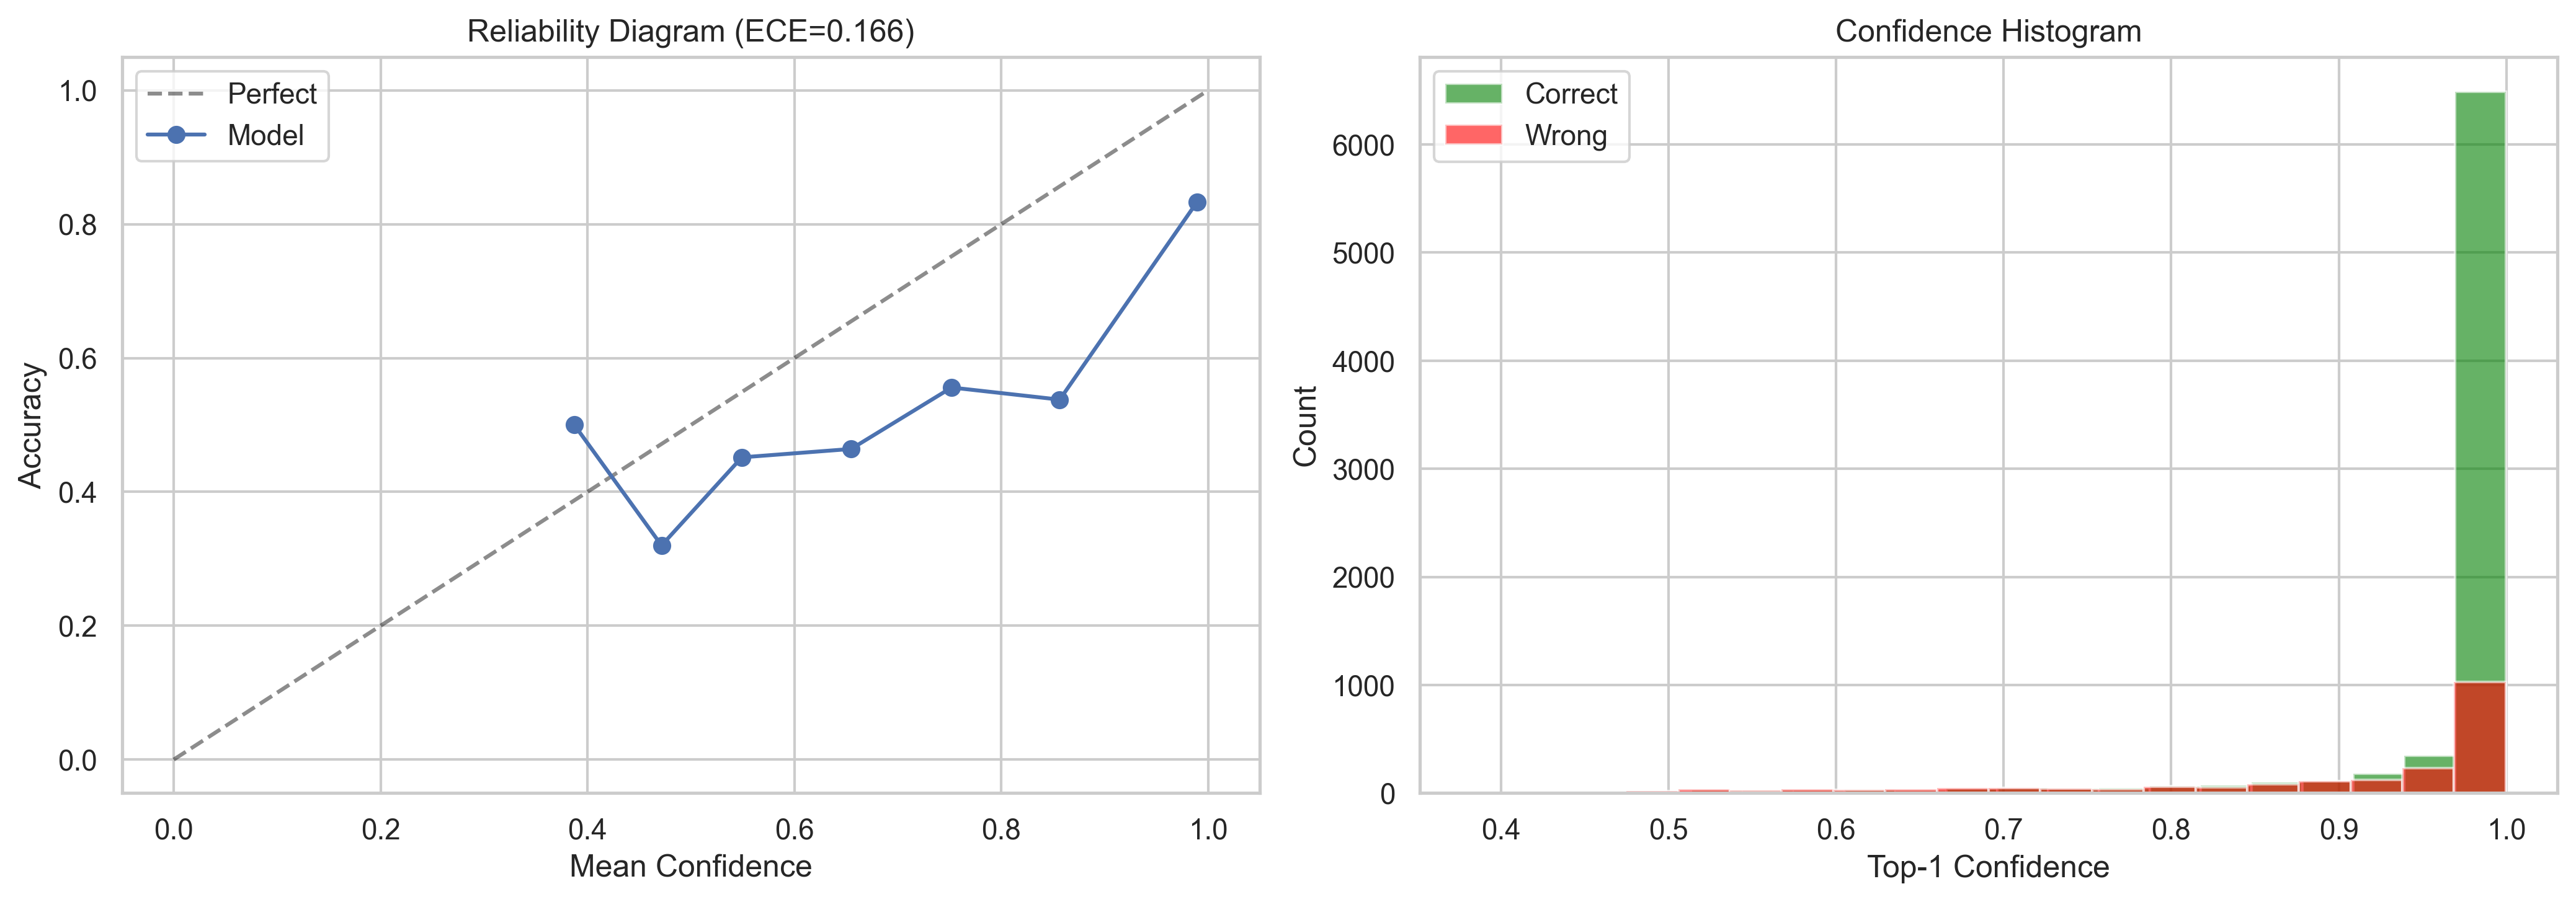 Reliability Diagram (ECE=0.166)
Perfect
Model
1.0
0.8
0.6
0.4
0.2
0.0
Accuracy
0.0 0.2 0.4 0.6 0.8 1.0
Mean Confidence
Confidence Histogram
Correct
Wrong
6000
5000
4000
3000
2000
1000
0
Count
0.4 0.5 0.6 0.7 0.8 0.9 1.0
Top-1 Confidence